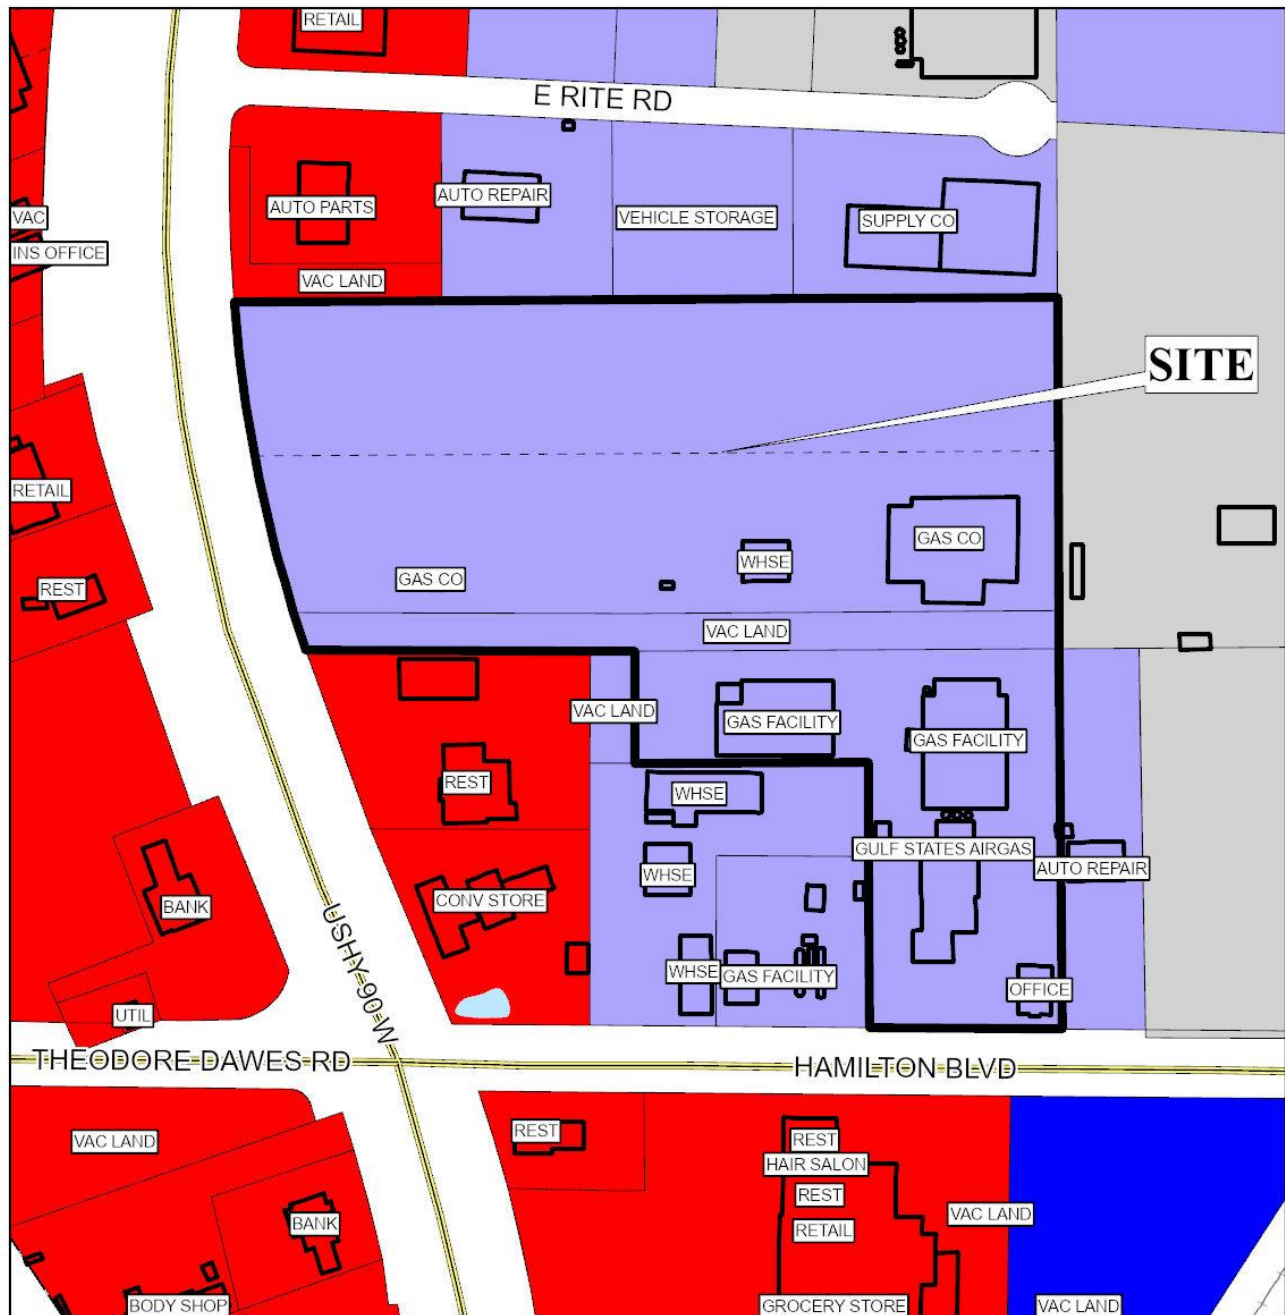 RETAIL
E RITE RD
AUTO REPAIR
AUTO PARTS
VEHICLE STORAGE
SUPPLY CO
VAC
INS OFFICE
VAC LAND
SITE
RETAIL
GAS CO
WHSE
GAS CO
REST
VAC LAND
VAC LAND
GAS FACILITY
GAS FACILITY
REST
WHSE
GULF STATES AIRGAS
AUTO REPAIR
WHSE
CONV STORE
BANK
WHSE
GAS FACILITY
OFFICE
USHY 90 W
UTIL
THEODORE DAWES RD
HAMILTON BLVD
VAC LAND
REST
REST
HAIR SALON
REST
VAC LAND
BANK
RETAIL
BODY SHOP
GROCERY STORE
VAC LAND